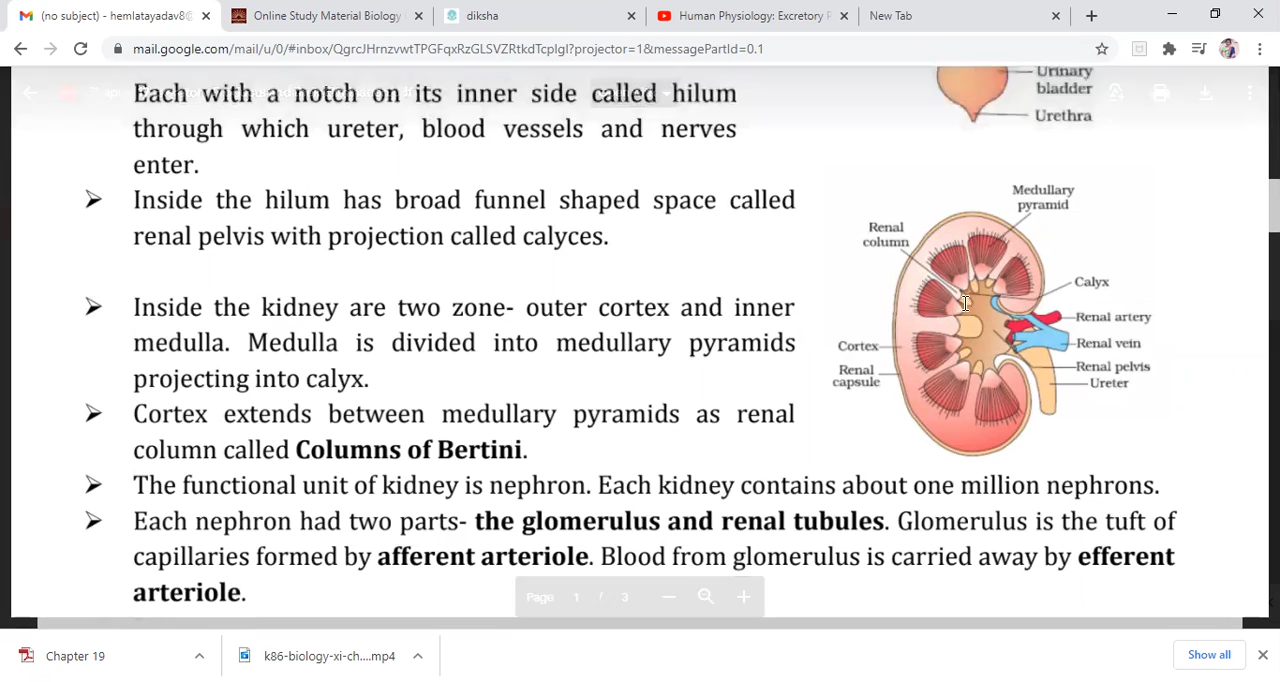 (no subject) - hemlatayadav8@
Online Study Material Biology (
diksha
Human Physiology: Excretory P
New Tab
mail.google.com/mail/u/0/#inbox/QgrcJHrnzvwtTPGFqxRzGLSVZRtkdTcplgl?projector=1&messagePartId=0.1
Each with a notch on its inner side called hilum
through which ureter, blood vessels and nerves
enter.
Inside the hilum has broad funnel shaped space called
renal pelvis with projection called calyces.
Inside the kidney are two zone- outer cortex and inner
medulla. Medulla is divided into medullary pyramids
projecting into calyx.
Cortex extends between medullary pyramids as renal
column called Columns of Bertini.
The functional unit of kidney is nephron. Each kidney contains about one million nephrons.
Each nephron had two parts- the glomerulus and renal tubules. Glomerulus is the tuft of
capillaries formed by afferent arteriole. Blood from glomerulus is carried away by efferent
arteriole.
Urinary
bladder
Urethra
Medullary
pyramid
Renal
column
Calyx
Renal artery
Renal vein
Cortex
Renal pelvis
Renal
capsule
Ureter
Page 1 / 3
Chapter 19
k86-biology-xi-ch....mp4
Show all